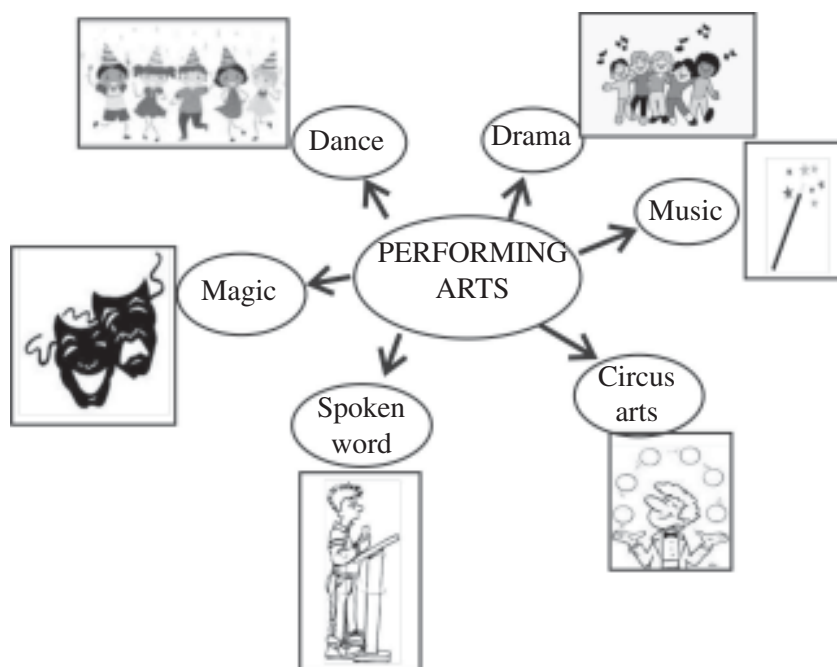 Dance
Drama
Music
PERFORMING
ARTS
Magic
Circus
arts
Spoken
word